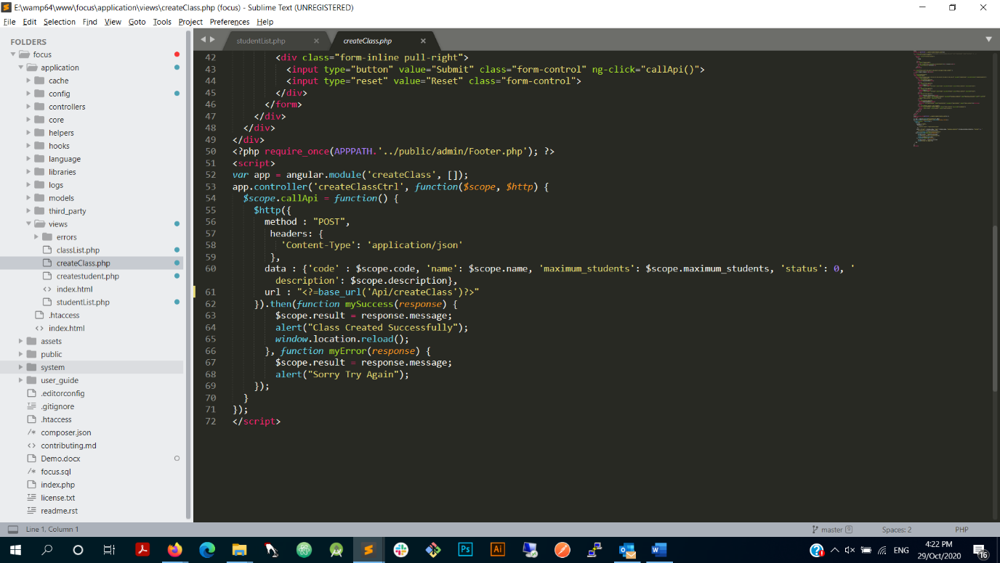 E:\wamp64\www\focus\application\views\createClass.php (focus) - Sublime Text (UNREGISTERED)
File Edit Selection Find View Goto Tools Project Preferences Help
FOLDERS
focus
application
cache
config
controllers
core
helpers
hooks
language
libraries
logs
models
third_party
views
errors
classList.php
createClass.php
createstudent.php
<> index.html
studentList.php
.htaccess
<> index.html
assets
public
system
user_guide
.editorconfig
.gitignore
.htaccess
/* composer.json
<> contributing.md
Demo.docx
/* focus.sql
index.php
license.txt
readme.rst
studentList.php × createClass.php ×
42 <div class="form-inline pull-right">
43 <input type="button" value="Submit" class="form-control" ng-click="callApi()">
44 <input type="reset" value="Reset" class="form-control">
45 </div>
46 </form>
47 </div>
48 </div>
49 </div>
50 <?php require_once(APPPATH.'../public/admin/Footer.php'); ?>
51 <script>
52 var app = angular.module('createClass', []);
53 app.controller('createClassCtrl', function($scope, $http) {
54 $scope.callApi = function() {
55 $http({
56 method : "POST",
57 headers: {
58 'Content-Type': 'application/json'
59 },
60 data : {'code' : $scope.code, 'name': $scope.name, 'maximum_students': $scope.maximum_students, 'status': 0, '
description': $scope.description},
61 url : "<?=base_url('Api/createClass')?>"
62 }).then(function mySuccess(response) {
63 $scope.result = response.message;
64 alert("Class Created Successfully");
65 window.location.reload();
66 }, function myError(response) {
67 $scope.result = response.message;
68 alert("Sorry Try Again");
69 });
70 }
71 });
72 </script>
Line 1, Column 1
master 9
Spaces: 2
PHP
Ps
Ai
ENG
4:22 PM
29/Oct/2020
16